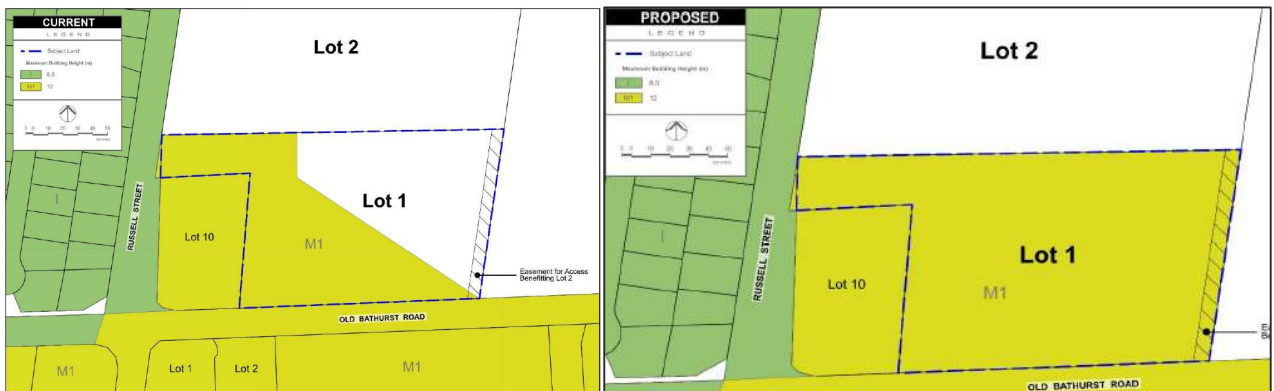 CURRENT
LEGEND
Subject Land
Maximum Building Height (m)
I 8.5
M1 12
Lot 2
Lot 1
Lot 10
M1
I
RUSSELL STREET
Easement for Access
Benefitting Lot 2
OLD BATHURST ROAD
M1
Lot 1
Lot 2
M1
PROPOSED
LEGEND
Subject Land
Maximum Building Height (m)
I 8.5
M1 12
Lot 2
Lot 1
Lot 10
M1
I
RUSSELL STREET
OLD BATHURST ROAD